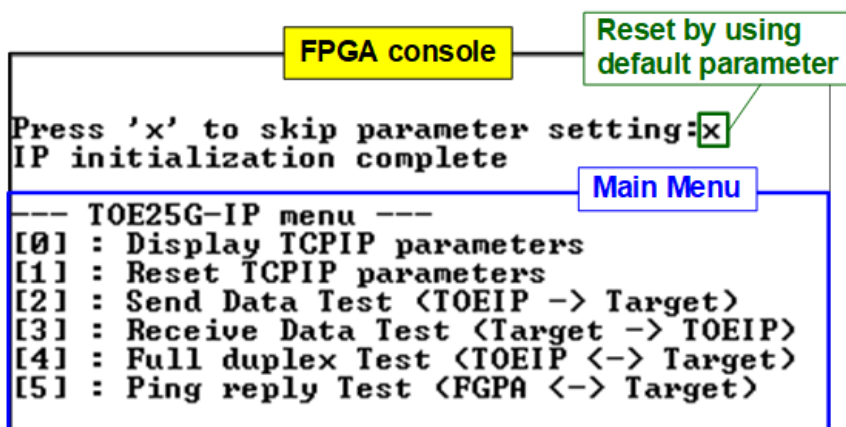 FPGA console
Reset by using
default parameter
Press 'x' to skip parameter setting:x
IP initialization complete
Main Menu
--- TOE25G-IP menu ---
[0] : Display TCPIP parameters
[1] : Reset TCPIP parameters
[2] : Send Data Test (TOEIP -> Target)
[3] : Receive Data Test (Target -> TOEIP)
[4] : Full duplex Test (TOEIP <-> Target)
[5] : Ping reply Test (FGPA <-> Target)